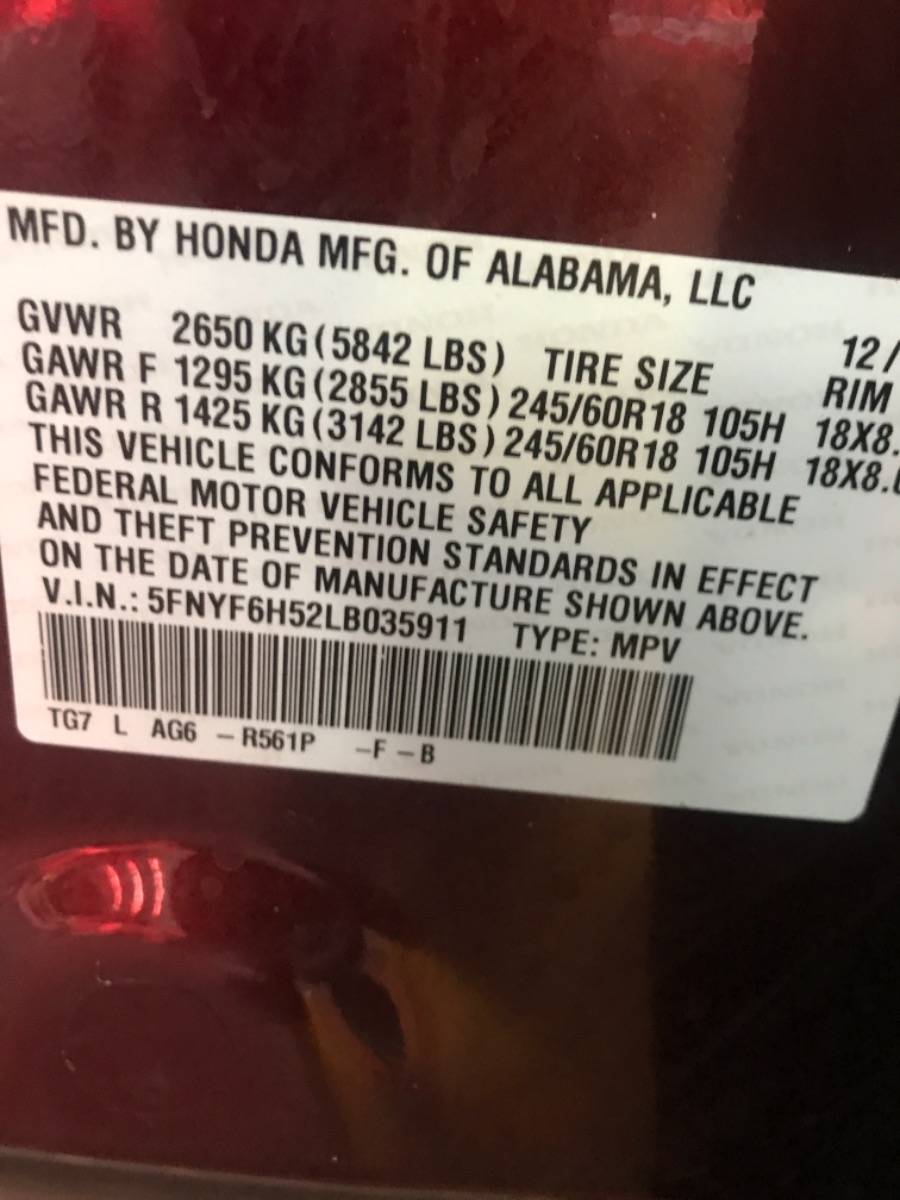 MFD. BY HONDA MFG. OF ALABAMA, LLC
12/
GVWR 2650 KG (5842 LBS) TIRE SIZE RIM
GAWR F 1295 KG (2855 LBS) 245/60R18 105H 18X8.
GAWR R 1425 KG (3142 LBS) 245/60R18 105H 18X8.
THIS VEHICLE CONFORMS TO ALL APPLICABLE
FEDERAL MOTOR VEHICLE SAFETY
AND THEFT PREVENTION STANDARDS IN EFFECT
ON THE DATE OF MANUFACTURE SHOWN ABOVE.
V.I.N.: 5FNYF6H52LB035911 TYPE: MPV
TG7 L AG6 -R561P -F-B